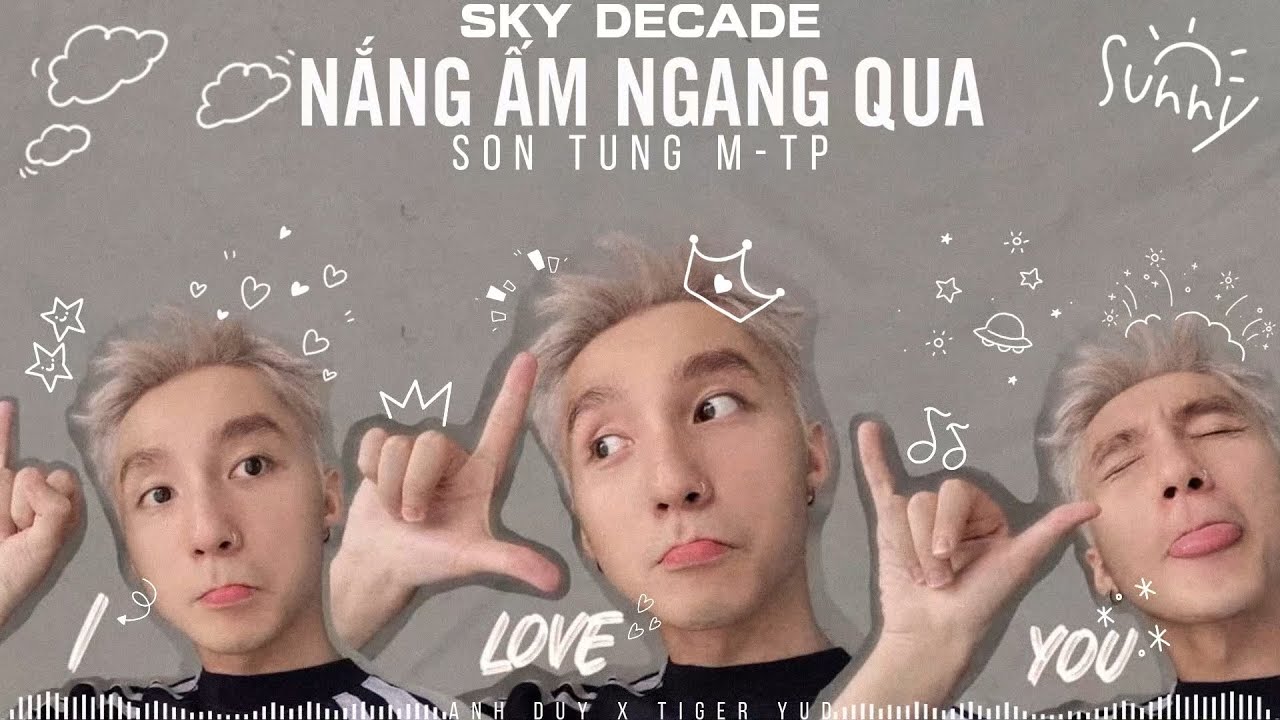 SKY DECADE
NẮNG ẤM NGANG QUA
SON TUNG M-TP
Sunny
I
LOVE
YOU
ANH DUY X TIGER YUD